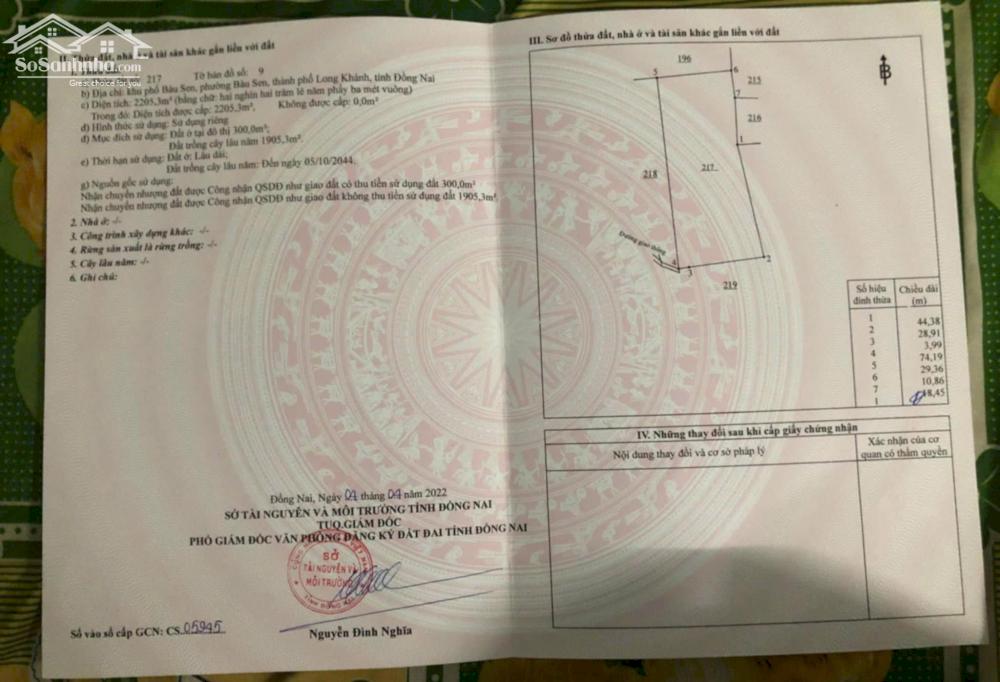 SoSanhnha.com
Great choice for you
II. Thửa đất, nhà ở và tài sản khác gắn liền với đất
217 Tờ bản đồ số: 9
b) Địa chỉ: khu phố Bàu Sen, phường Bàu Sen, thành phố Long Khánh, tỉnh Đồng Nai
c) Diện tích: 2205,3m² (bằng chữ: hai nghìn hai trăm lẻ năm phẩy ba mét vuông)
Trong đó: Diện tích được cấp: 2205.3m², Không được cấp: 0,0m²
d) Hình thức sử dụng: Sử dụng riêng
đ) Mục đích sử dụng: Đất ở tại đô thị 300,0m²;
Đất trồng cây lâu năm 1905,3m².
e) Thời hạn sử dụng: Đất ở: Lâu dài;
Đất trồng cây lâu năm: Đến ngày 05/10/2044.
g) Nguồn gốc sử dụng:
Nhận chuyển nhượng đất được Công nhận QSDĐ như giao đất có thu tiền sử dụng đất 300,0m²
Nhận chuyển nhượng đất được Công nhận QSDĐ như giao đất không thu tiền sử dụng đất 1905,3m².
2. Nhà ở: -/-
3. Công trình xây dựng khác: -/-
4. Rừng sản xuất là rừng trồng: -/-
5. Cây lâu năm: -/-
6. Ghi chú:
Đồng Nai, Ngày 04 tháng 04 năm 2022
SỞ TÀI NGUYÊN VÀ MÔI TRƯỜNG TỈNH ĐỒNG NAI
TUQ.GIÁM ĐỐC
PHÓ GIÁM ĐỐC VĂN PHÒNG ĐĂNG KÝ ĐẤT ĐAI TỈNH ĐỒNG NAI
SỞ
TÀI NGUYÊN VÀ
MÔI TRƯỜNG
Số vào sổ cấp GCN: CS 05945
Nguyễn Đình Nghĩa
III. Sơ đồ thửa đất, nhà ở và tài sản khác gắn liền với đất
B
196
5
6
215
7
216
1
217
218
Đường giao thông
4
3
2
219
Số hiệu đỉnh thửa
Chiều dài (m)
1
44,38
2
28,91
3
3,99
4
74,19
5
29,36
6
10,86
7
18,45
1
IV. Những thay đổi sau khi cấp giấy chứng nhận
Nội dung thay đổi và cơ sở pháp lý
Xác nhận của cơ
quan có thẩm quyền